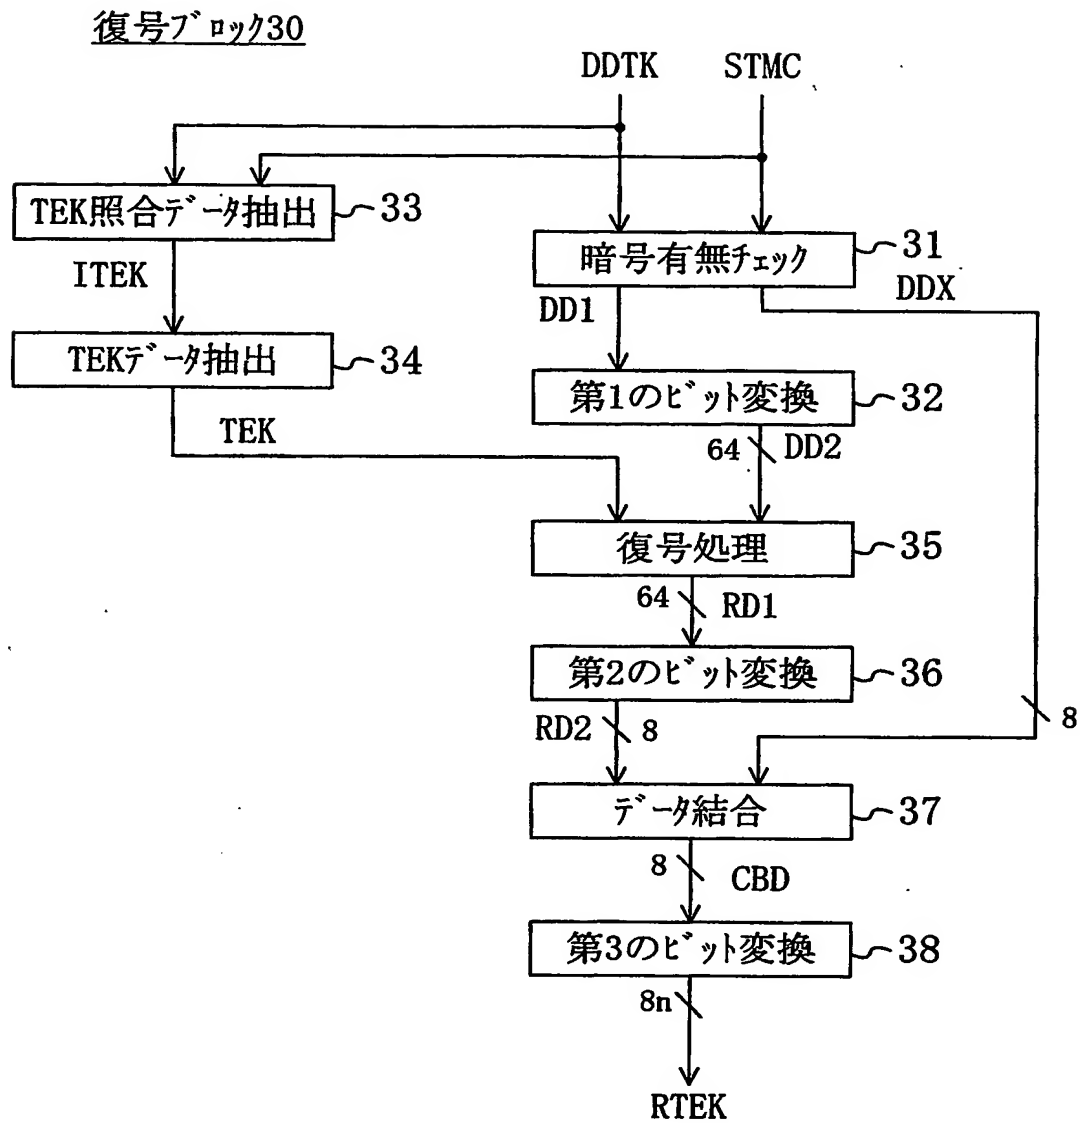 復号ブロック30
DDTK
STMC
TEK照合データ抽出
33
暗号有無チェック
31
ITEK
DD1
DDX
TEKデータ抽出
34
第1のビット変換
32
TEK
64
DD2
復号処理
35
64
RD1
第2のビット変換
36
RD2
8
8
データ結合
37
8
CBD
第3のビット変換
38
8n
RTEK